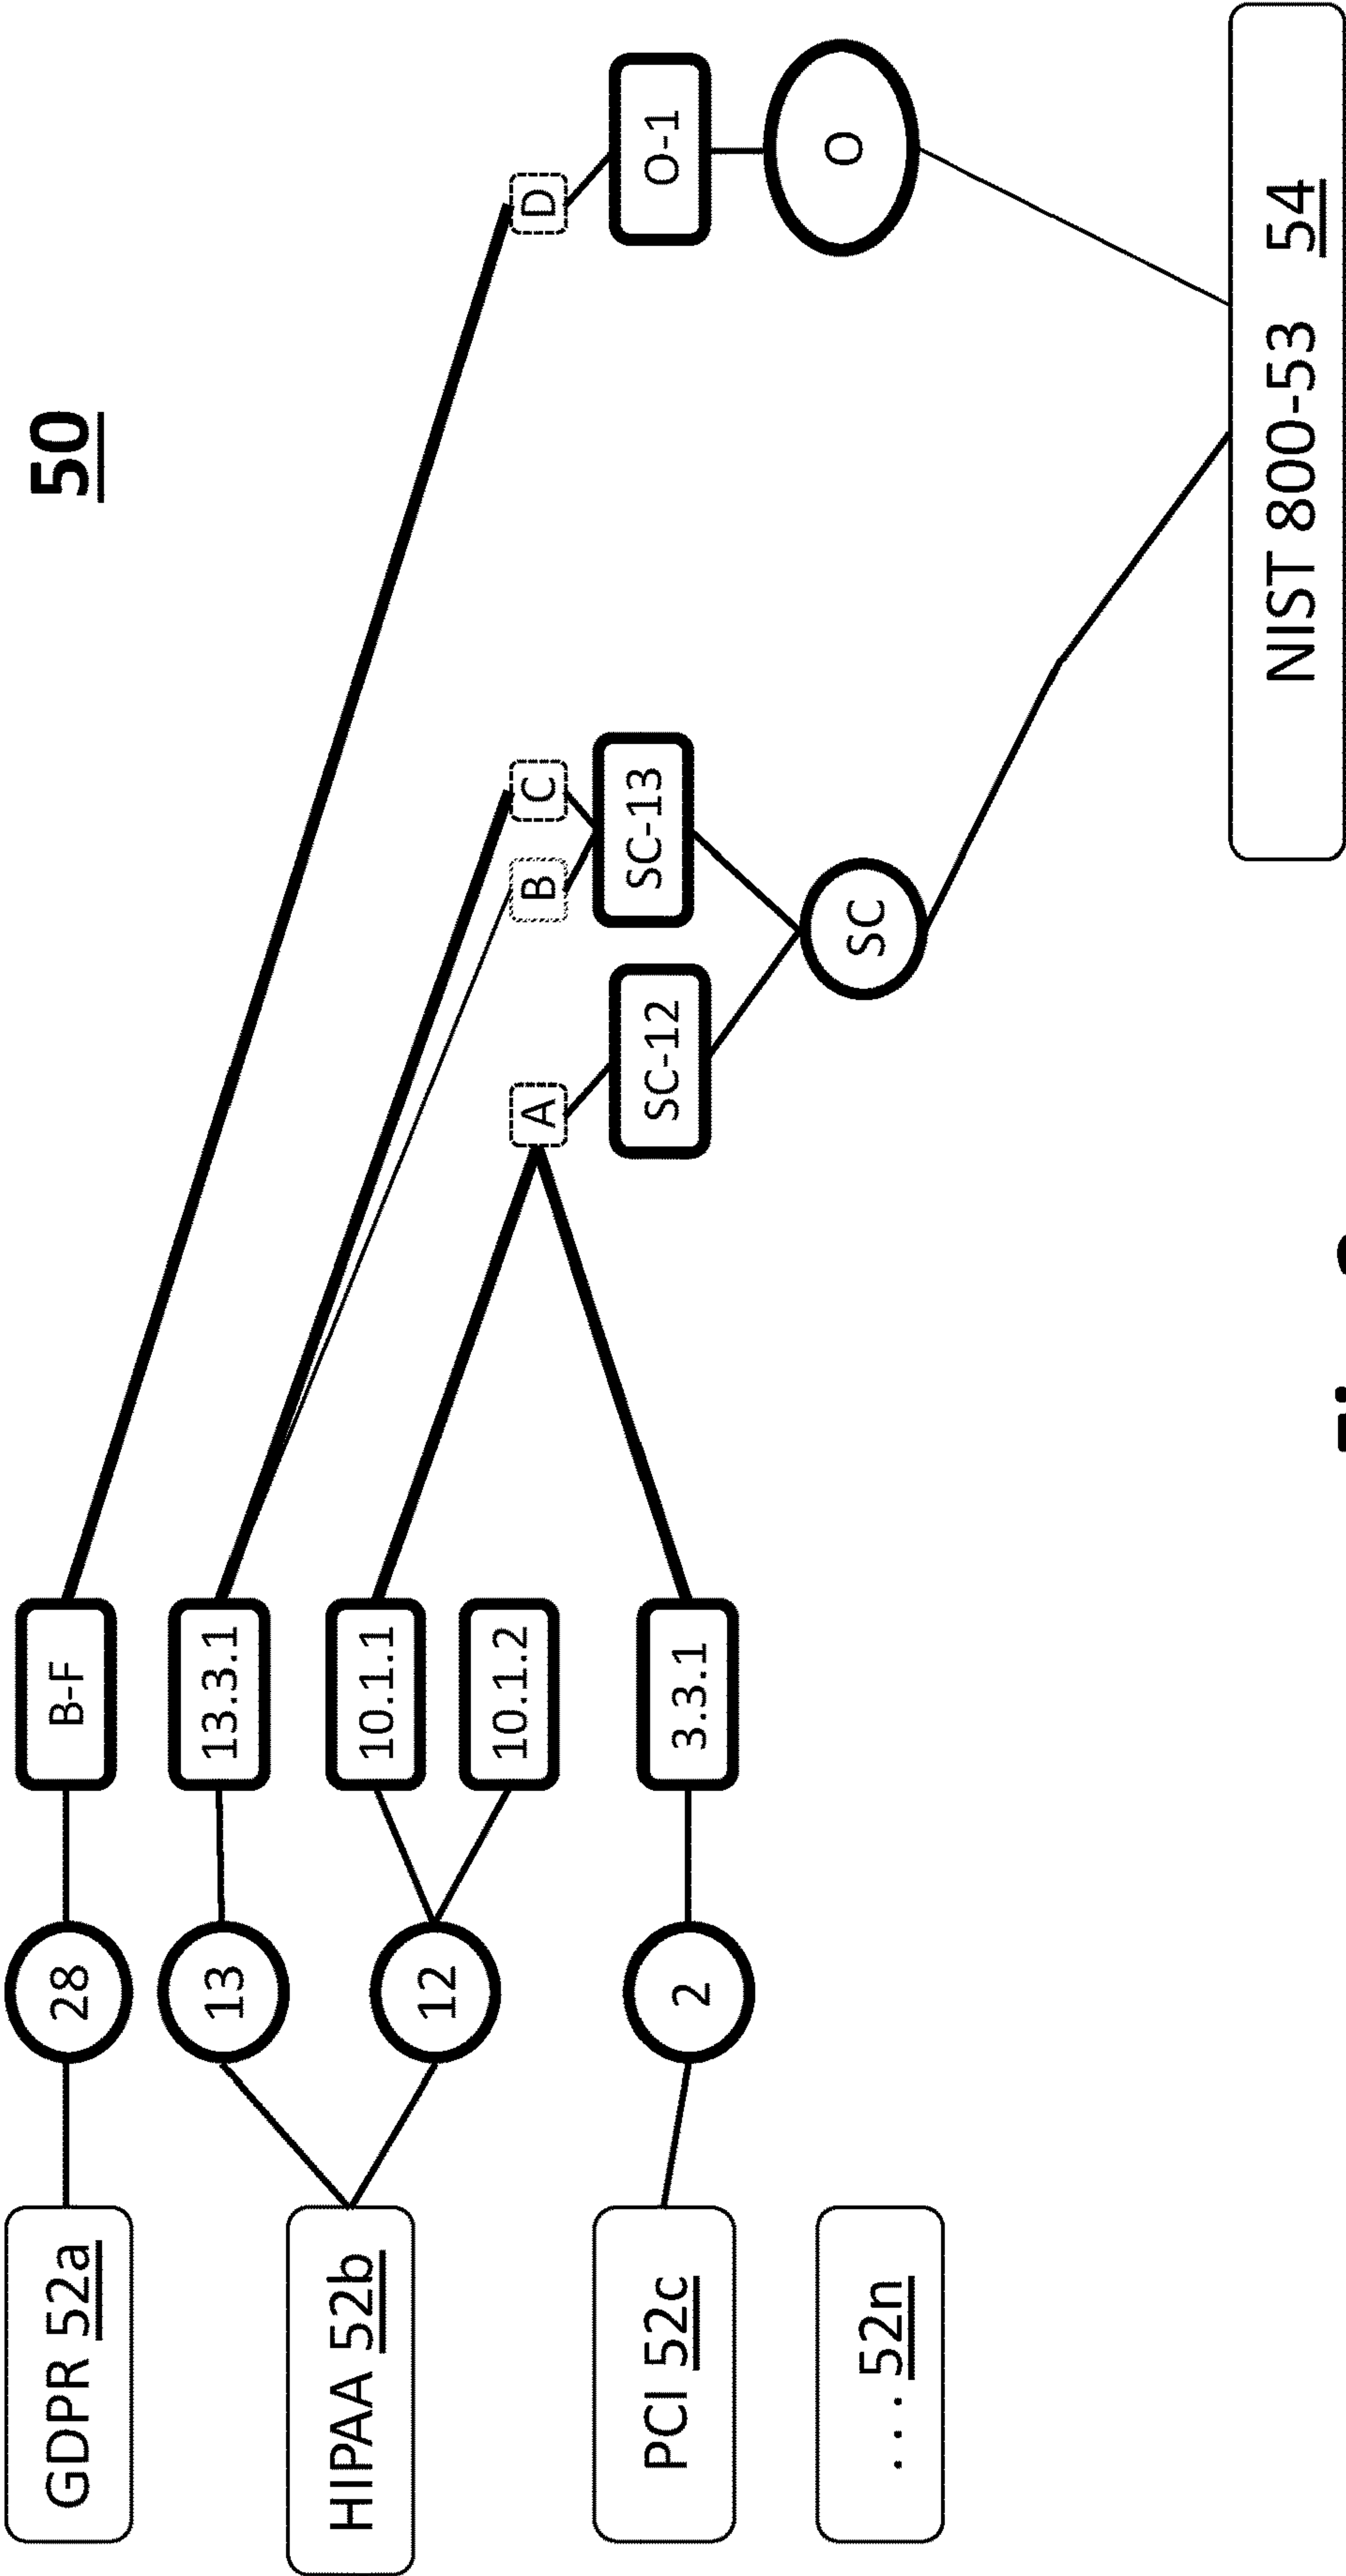 50
GDPR 52a
28
B-F
13
13.3.1
HIPAA 52b
10.1.1
12
10.1.2
A
B
C
D
PCI 52c
2
3.3.1
SC-12
SC-13
O-1
SC
O
....52n
NIST 800-53 54